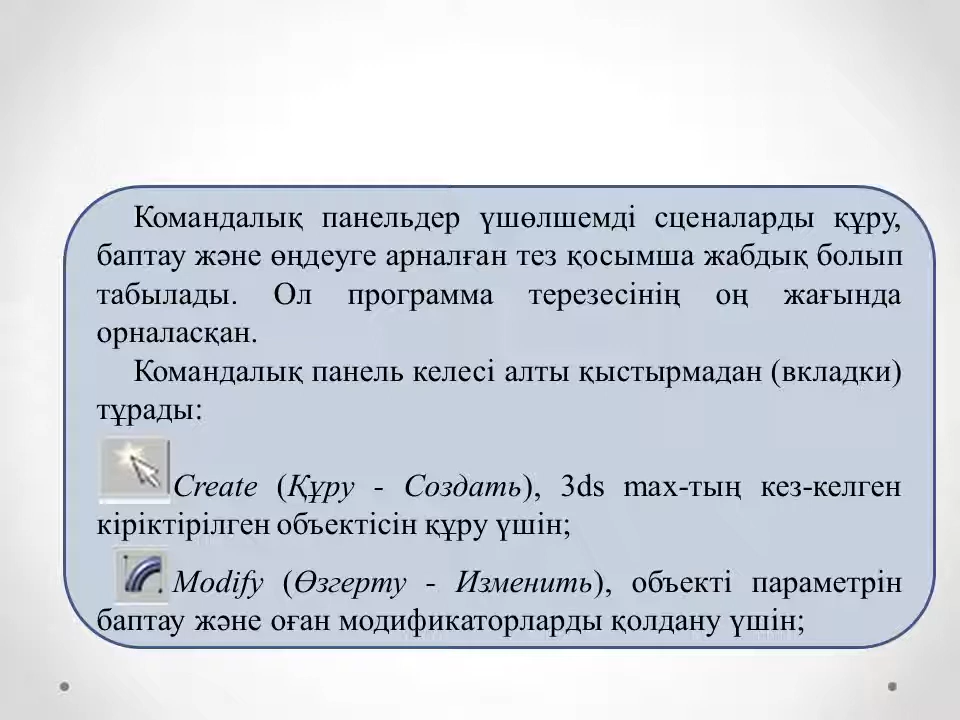 Командалық панельдер үшөлшемді сценаларды құру,
баптау және өңдеуге арналған тез қосымша жабдық болып
табылады. Ол программа терезесінің оң жағында
орналасқан.
Командалық панель келесі алты қыстырмадан (вкладки)
тұрады:
Create (Құру - Создать), 3ds max-тың кез-келген
кіріктірілген объектісін құру үшін;
Modify (Өзгерту - Изменить), объекті параметрін
баптау және оған модификаторларды қолдану үшін;